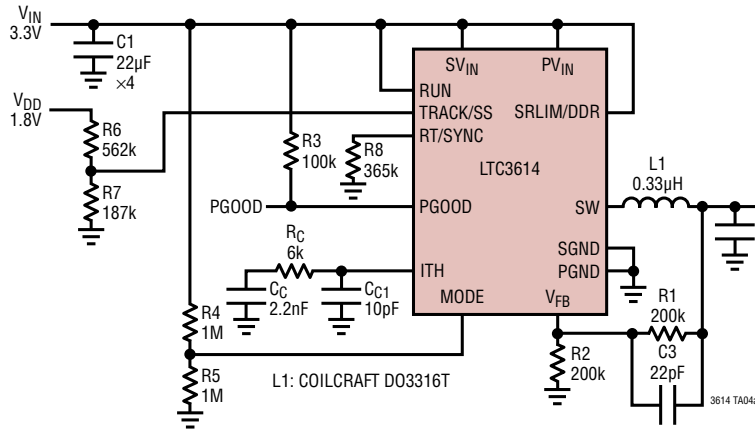 VIN
3.3V
C1
22µF
×4
VDD
1.8V
R6
562k
R7
187k
R3
100k
R8
365k
PGOOD
RC
6k
CC
2.2nF
CC1
10pF
R4
1M
R5
1M
SVIN
PVIN
RUN
TRACK/SS
SRLIM/DDR
RT/SYNC
LTC3614
PGOOD
SW
SGND
PGND
ITH
MODE
VFB
L1
0.33µH
R1
200k
C3
22pF
R2
200k
L1: COILCRAFT DO3316T